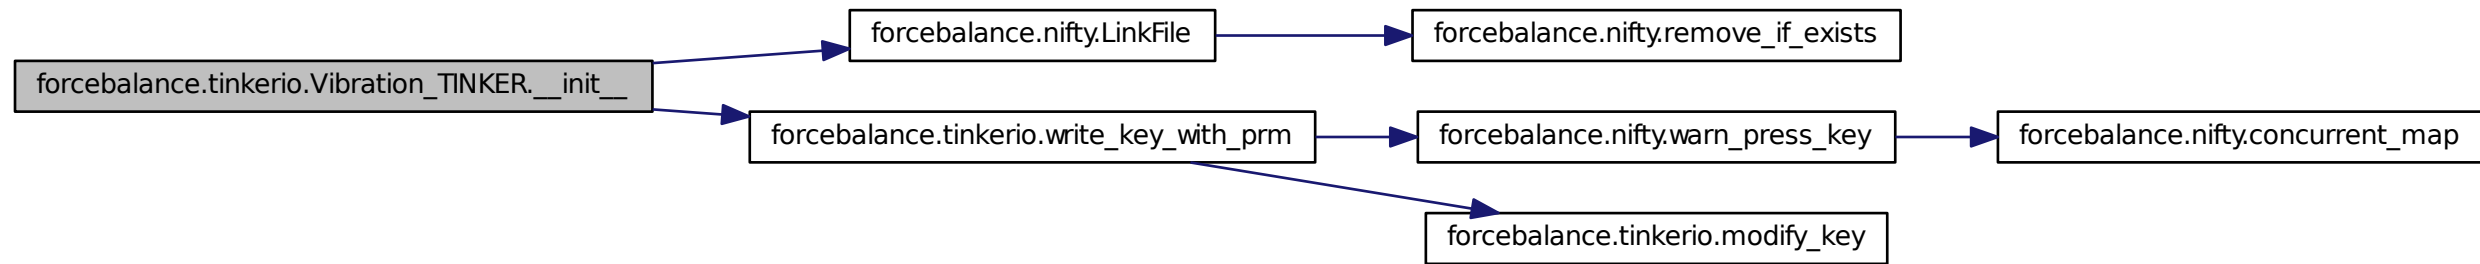 forcebalance.tinkerio.Vibration_TINKER.__init__
forcebalance.nifty.LinkFile
forcebalance.nifty.remove_if_exists
forcebalance.tinkerio.write_key_with_prm
forcebalance.nifty.warn_press_key
forcebalance.nifty.concurrent_map
forcebalance.tinkerio.modify_key